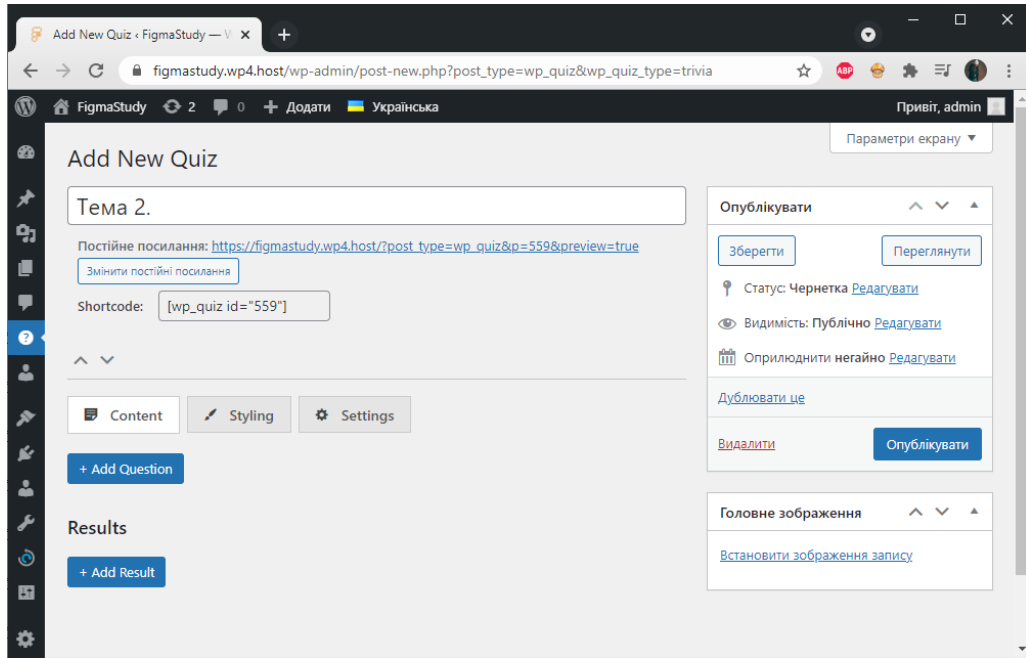 Add New Quiz ‹ FigmaStudy — W
figmastudy.wp4.host/wp-admin/post-new.php?post_type=wp_quiz&wp_quiz_type=trivia
ABP
FigmaStudy 2 0 + Додати Українська Привіт, admin
Параметри екрану
Add New Quiz
Тема 2.
Постійне посилання: https://figmastudy.wp4.host/?post_type=wp_quiz&p=559&preview=true
Змінити постійні посилання
Shortcode: [wp_quiz id="559"]
Content Styling Settings
+ Add Question
Results
+ Add Result
Опублікувати
Зберегти Переглянути
Статус: Чернетка Редагувати
Видимість: Публічно Редагувати
Оприлюднити негайно Редагувати
Дублювати це
Видалити Опублікувати
Головне зображення
Встановити зображення запису